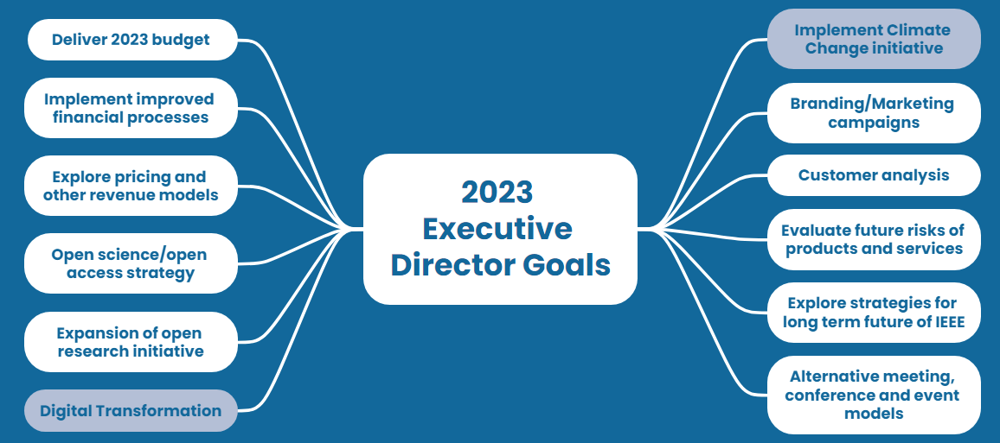 Deliver 2023 budget
Implement improved
financial processes
Explore pricing and
other revenue models
Open science/open
access strategy
Expansion of open
research initiative
Digital Transformation
2023
Executive
Director Goals
Implement Climate
Change initiative
Branding/Marketing
campaigns
Customer analysis
Evaluate future risks of
products and services
Explore strategies for
long term future of IEEE
Alternative meeting,
conference and event
models